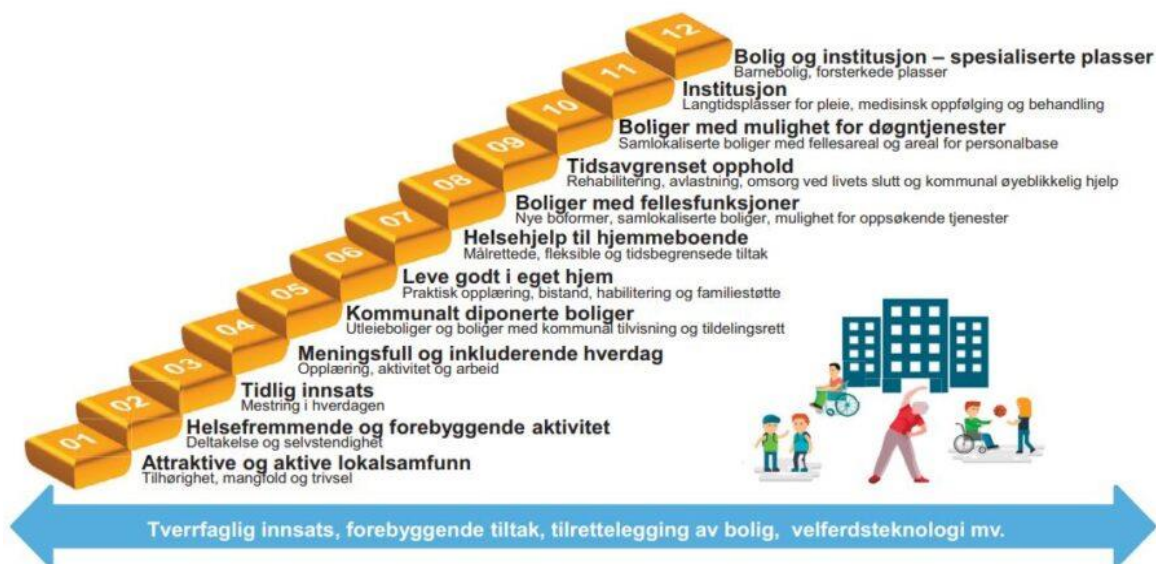 12
Bolig og institusjon – spesialiserte plasser
Barnebolig, forsterkede plasser
11
Institusjon
Langtidsplasser for pleie, medisinsk oppfølging og behandling
10
Boliger med mulighet for døgntjenester
Samlokaliserte boliger med fellesareal og areal for personalbase
09
Tidsavgrenset opphold
Rehabilitering, avlastning, omsorg ved livets slutt og kommunal øyeblikkelig hjelp
08
Boliger med fellesfunksjoner
Nye boformer, samlokaliserte boliger, mulighet for oppsøkende tjenester
07
Helsehjelp til hjemmeboende
Målrettede, fleksible og tidsbegrensede tiltak
06
Leve godt i eget hjem
Praktisk opplæring, bistand, habilitering og familiestøtte
05
Kommunalt diponerte boliger
Utleieboliger og boliger med kommunal tilvisning og tildelingsrett
04
Meningsfull og inkluderende hverdag
Opplæring, aktivitet og arbeid
03
Tidlig innsats
Mestring i hverdagen
02
Helsefremmende og forebyggende aktivitet
Deltakelse og selvstendighet
01
Attraktive og aktive lokalsamfunn
Tilhørighet, mangfold og trivsel
Tverrfaglig innsats, forebyggende tiltak, tilrettelegging av bolig, velferdsteknologi mv.